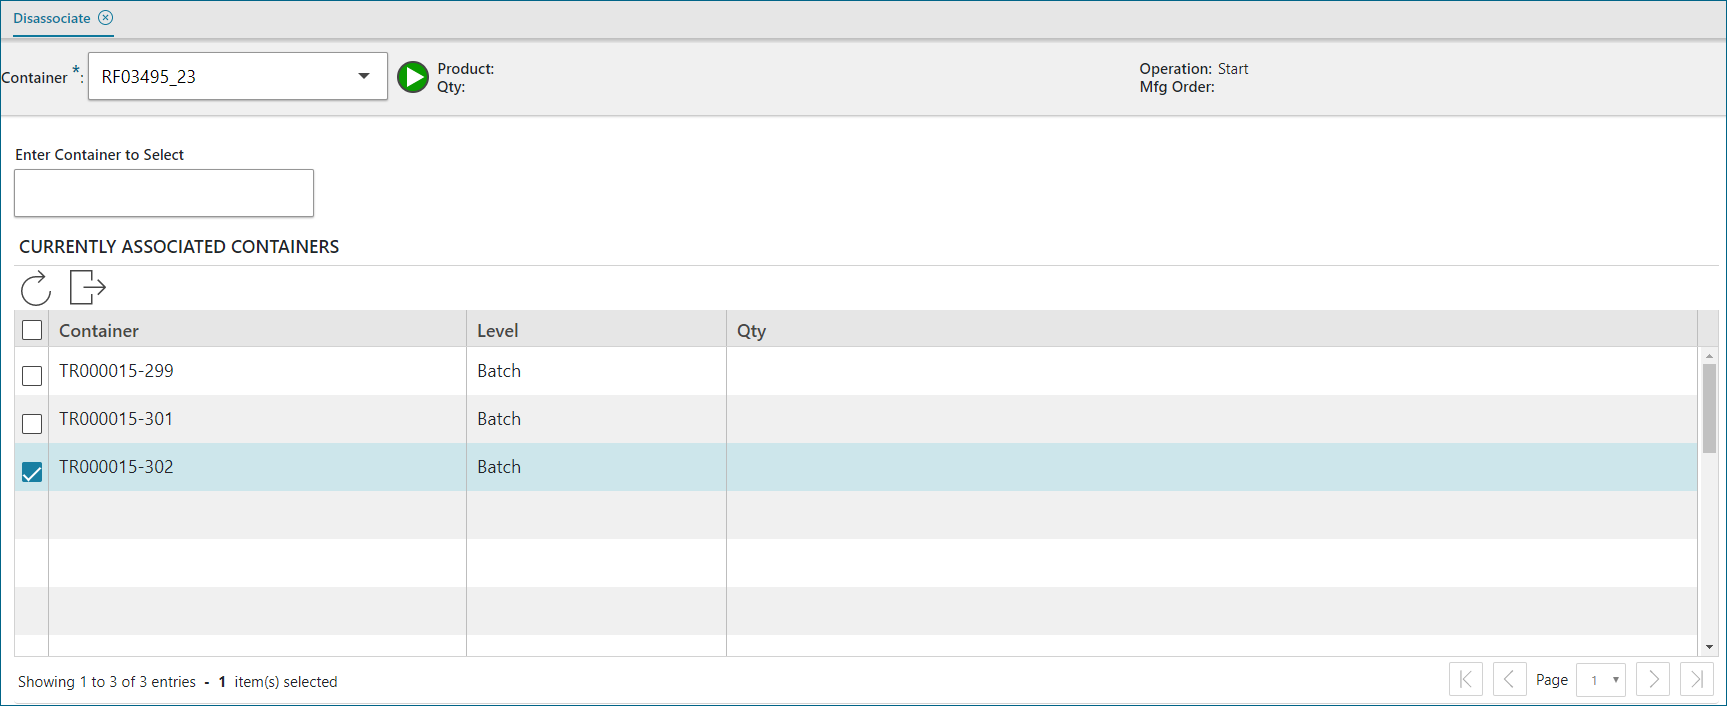 Disassociate
Container *: RF03495_23
Product:
Qty:
Operation: Start
Mfg Order:
Enter Container to Select
CURRENTLY ASSOCIATED CONTAINERS
Container Level Qty
TR000015-299 Batch
TR000015-301 Batch
TR000015-302 Batch
Showing 1 to 3 of 3 entries - 1 item(s) selected
Page 1